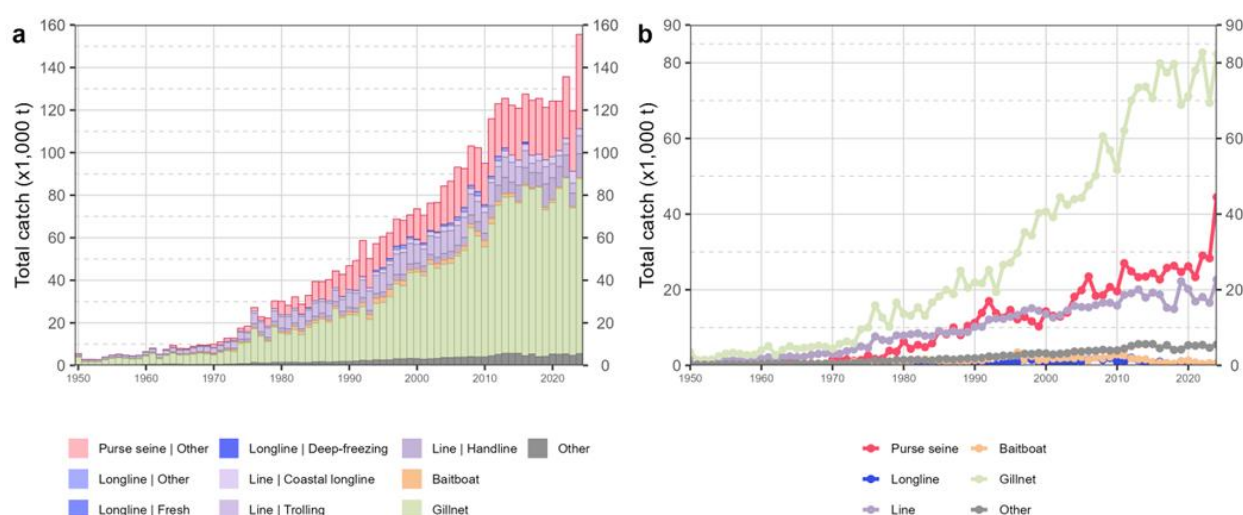 a
b
Total catch (x1,000 t)
160
140
120
100
80
60
40
20
0
160
140
120
100
80
60
40
20
0
1950
1960
1970
1980
1990
2000
2010
2020
Total catch (x1,000 t)
90
80
60
40
20
0
90
80
60
40
20
0
1950
1960
1970
1980
1990
2000
2010
2020
Purse seine | Other
Longline | Deep-freezing
Line | Handline
Other
Longline | Other
Line | Coastal longline
Baitboat
Longline | Fresh
Line | Trolling
Gillnet
Purse seine
Baitboat
Longline
Gillnet
Line
Other